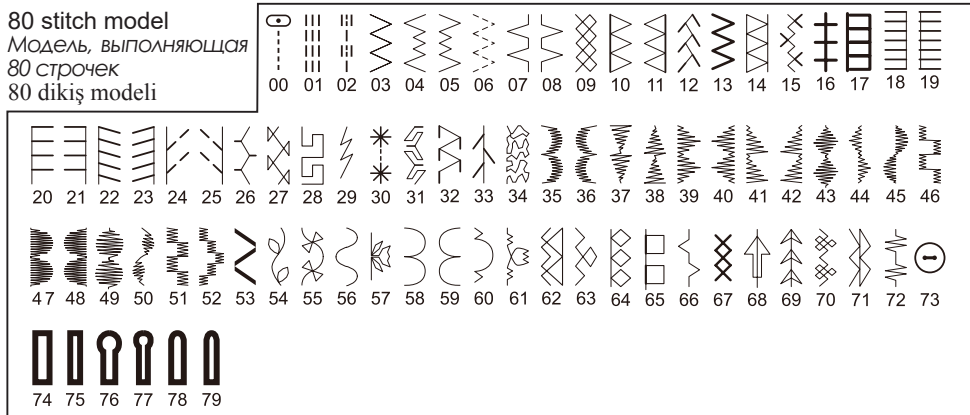 80 stitch model
Модель, выполняющая
80 строчек
80 dikiş modeli
00 01 02 03 04 05 06 07 08 09 10 11 12 13 14 15 16 17 18 19
20 21 22 23 24 25 26 27 28 29 30 31 32 33 34 35 36 37 38 39 40 41 42 43 44 45 46
47 48 49 50 51 52 53 54 55 56 57 58 59 60 61 62 63 64 65 66 67 68 69 70 71 72 73
74 75 76 77 78 79